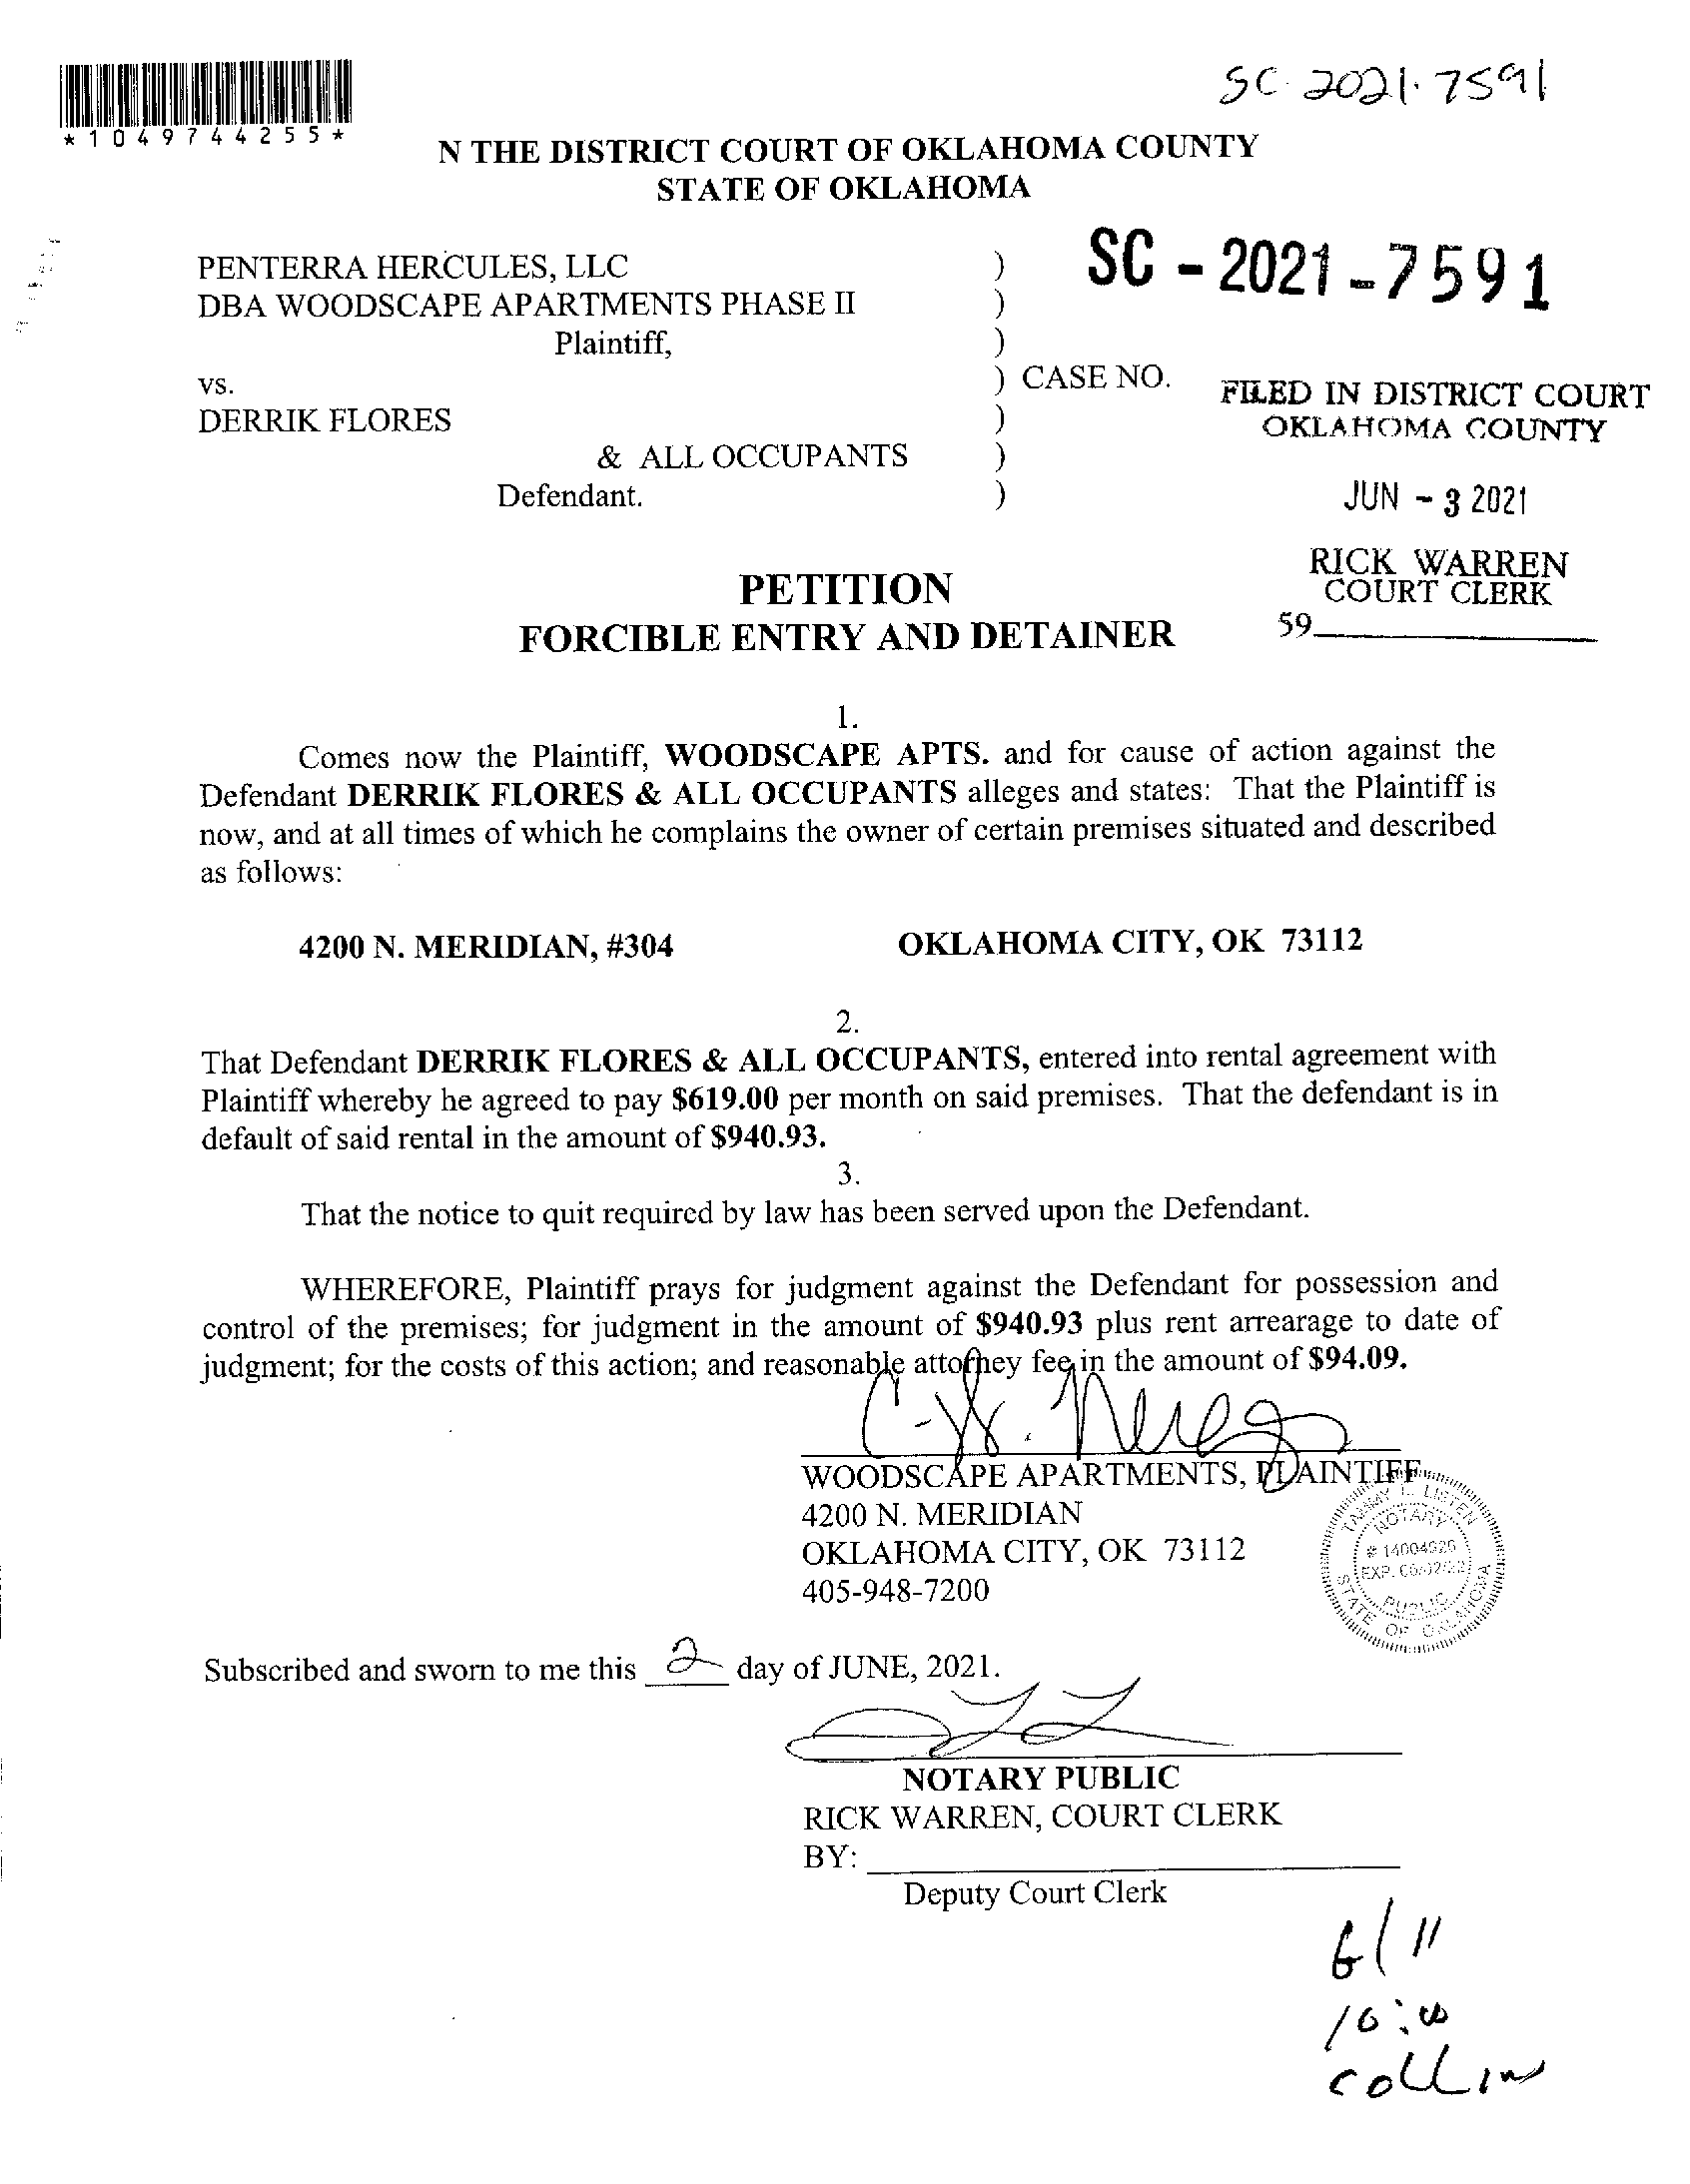 SC-2021-7591
*1049744255*
N THE DISTRICT COURT OF OKLAHOMA COUNTY
STATE OF OKLAHOMA
PENTERRA HERCULES, LLC )
DBA WOODSCAPE APARTMENTS PHASE II )
Plaintiff, )
vs. ) CASE NO.
DERRIK FLORES )
& ALL OCCUPANTS )
Defendant. )
SC - 2021 - 7591
FILED IN DISTRICT COURT
OKLAHOMA COUNTY
JUN - 3 2021
RICK WARREN
COURT CLERK
59
PETITION
FORCIBLE ENTRY AND DETAINER
1.
Comes now the Plaintiff, WOODSCAPE APTS. and for cause of action against the
Defendant DERRIK FLORES & ALL OCCUPANTS alleges and states: That the Plaintiff is
now, and at all times of which he complains the owner of certain premises situated and described
as follows:
4200 N. MERIDIAN, #304 OKLAHOMA CITY, OK 73112
2.
That Defendant DERRIK FLORES & ALL OCCUPANTS, entered into rental agreement with
Plaintiff whereby he agreed to pay $619.00 per month on said premises. That the defendant is in
default of said rental in the amount of $940.93.
3.
That the notice to quit required by law has been served upon the Defendant.
WHEREFORE, Plaintiff prays for judgment against the Defendant for possession and
control of the premises; for judgment in the amount of $940.93 plus rent arrearage to date of
judgment; for the costs of this action; and reasonable attorney fee in the amount of $94.09.
WOODSCAPE APARTMENTS, PLAINTIFF
4200 N. MERIDIAN
OKLAHOMA CITY, OK 73112
405-948-7200
TAMMY L. LISTEN
NOTARY
EXP.
PUBLIC
STATE OF OKLAHOMA
Subscribed and sworn to me this 2 day of JUNE, 2021.
NOTARY PUBLIC
RICK WARREN, COURT CLERK
BY:
Deputy Court Clerk
6/11
10:00
Collins